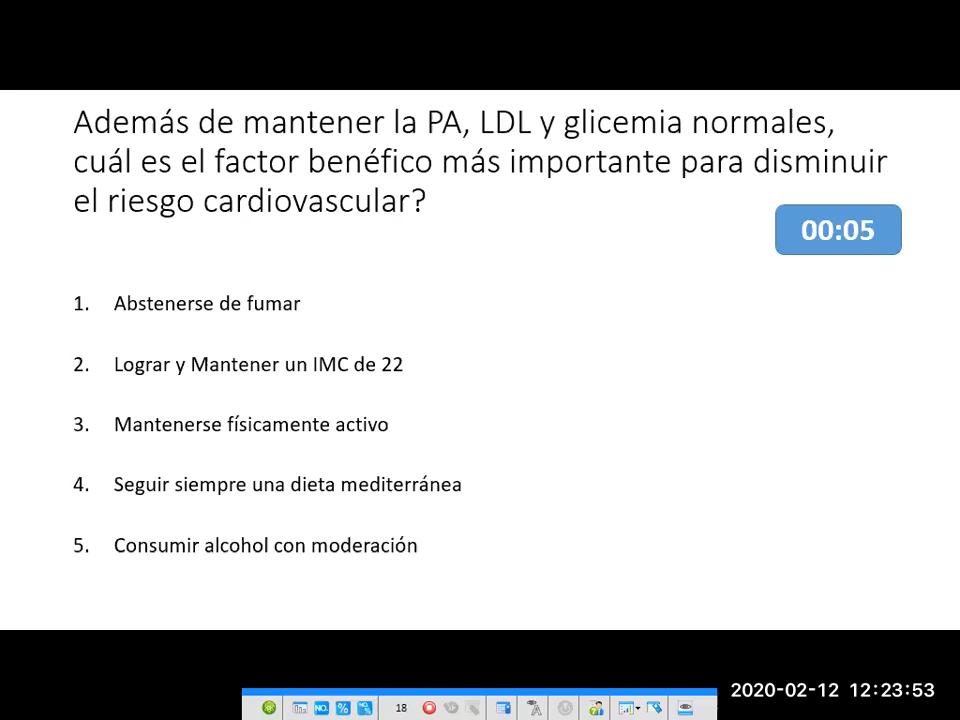 Además de mantener la PA, LDL y glicemia normales,
cuál es el factor benéfico más importante para disminuir
el riesgo cardiovascular?
00:05
1. Abstenerse de fumar
2. Lograr y Mantener un IMC de 22
3. Mantenerse físicamente activo
4. Seguir siempre una dieta mediterránea
5. Consumir alcohol con moderación
2020-02-12 12:23:53
NO. % 18